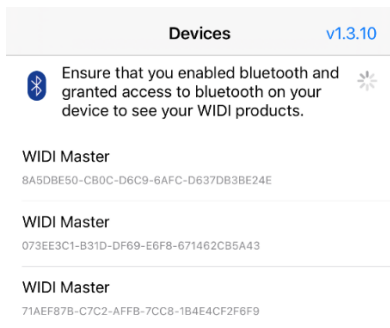 Devices
v1.3.10
Ensure that you enabled bluetooth and
granted access to bluetooth on your
device to see your WIDI products.
WIDI Master
8A5DBE50-CB0C-D6C9-6AFC-D637DB3BE24E
WIDI Master
073EE3C1-B31D-DF69-E6F8-671462CB5A43
WIDI Master
71AEF87B-C7C2-AFFB-7CC8-1B4E4CF2F6F9